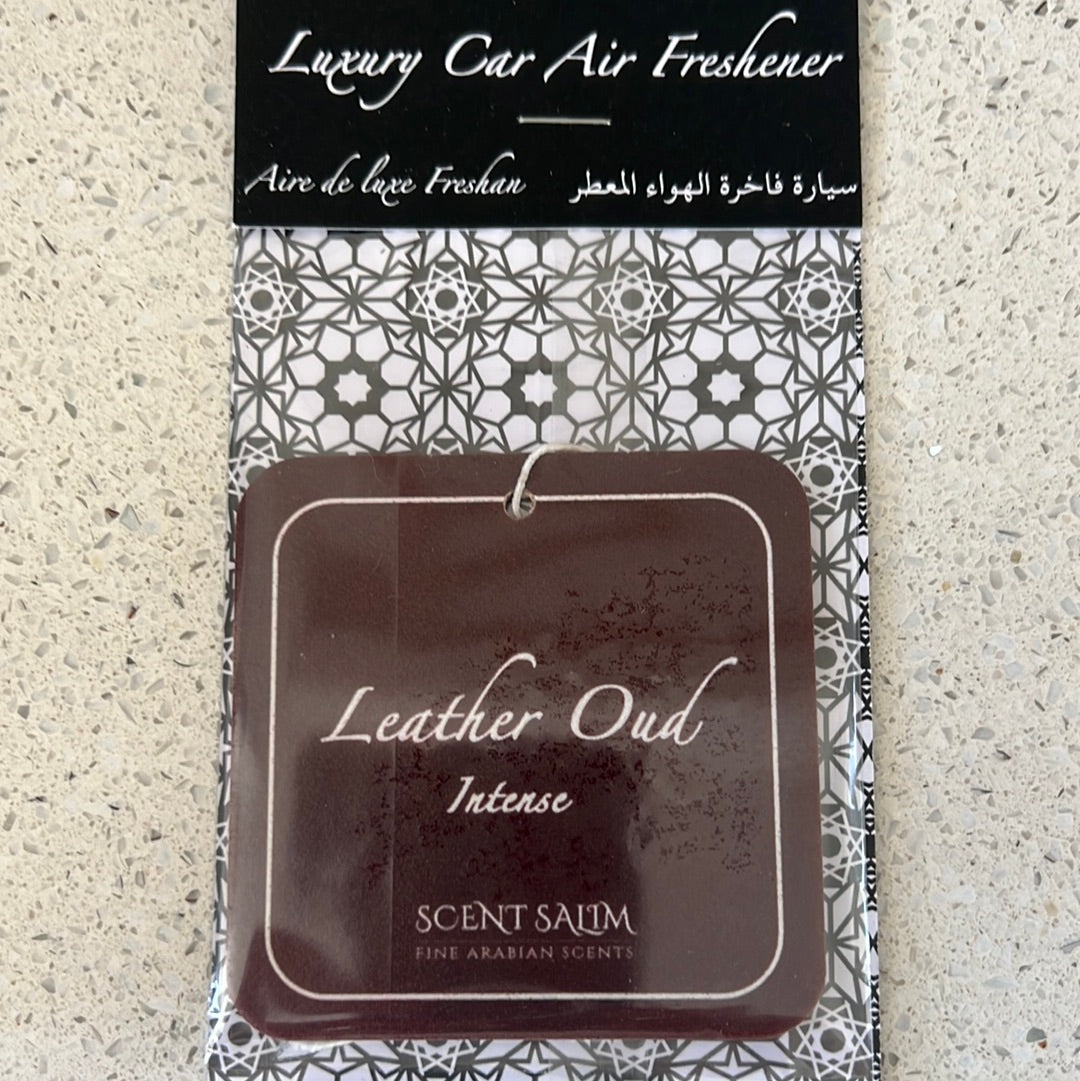 Luxury Car Air Freshener
Aire de luxe Freshan
سيارة فاخرة الهواء المعطر
Leather Oud
Intense
SCENT SALIM
FINE ARABIAN SCENTS